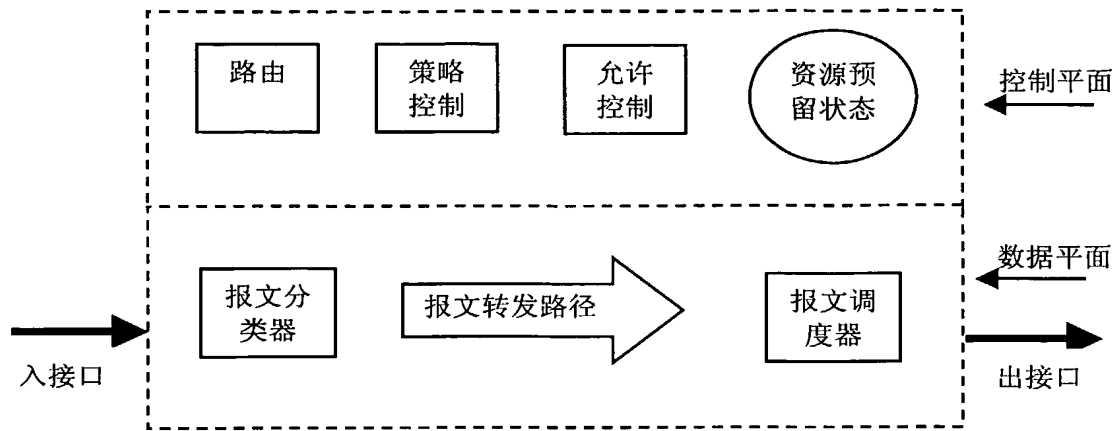 路由
策略
控制
允许
控制
资源预
留状态
控制平面
数据平面
报文分
类器
报文转发路径
报文调
度器
入接口
出接口